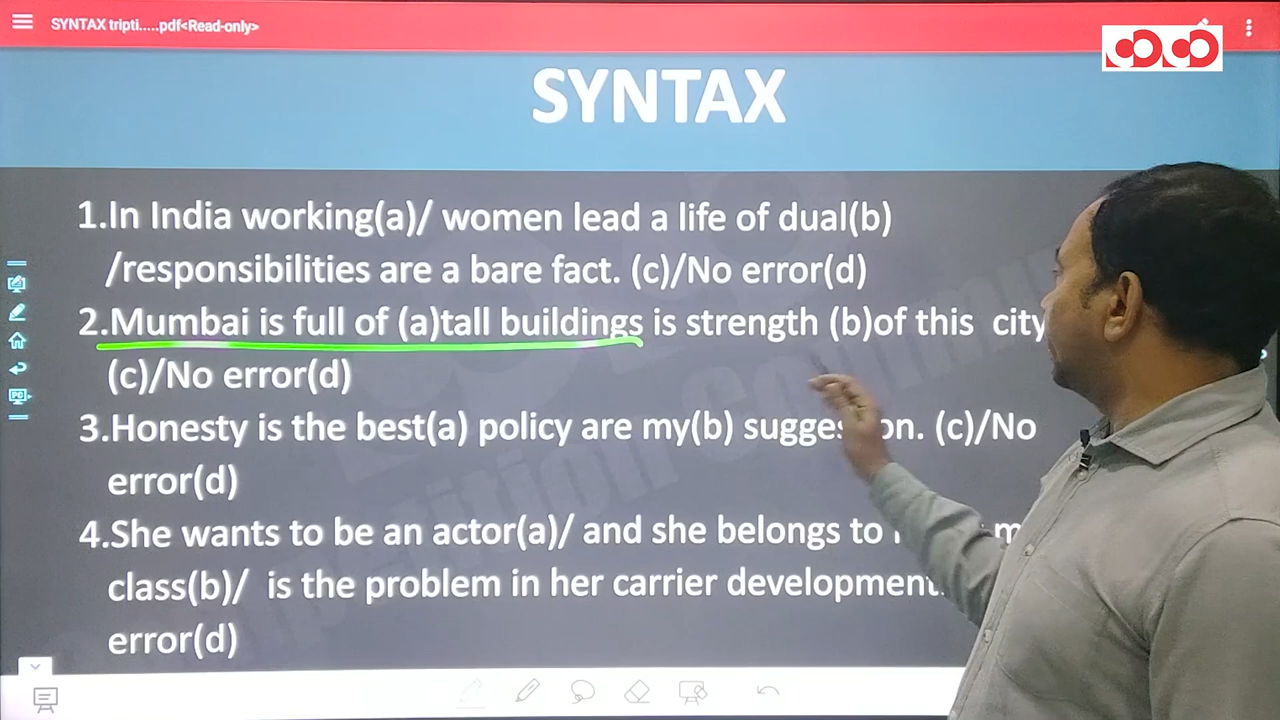 SYNTAX tripti.....pdf<Read-only>
SYNTAX
1.In India working(a)/ women lead a life of dual(b)
/responsibilities are a bare fact. (c)/No error(d)
2.Mumbai is full of (a)tall buildings is strength (b)of this city
(c)/No error(d)
3.Honesty is the best(a) policy are my(b) (c)/No
error(d)
4.She wants to be an actor(a)/ and she belongs to
class(b)/ is the problem in her carrier development.
error(d)